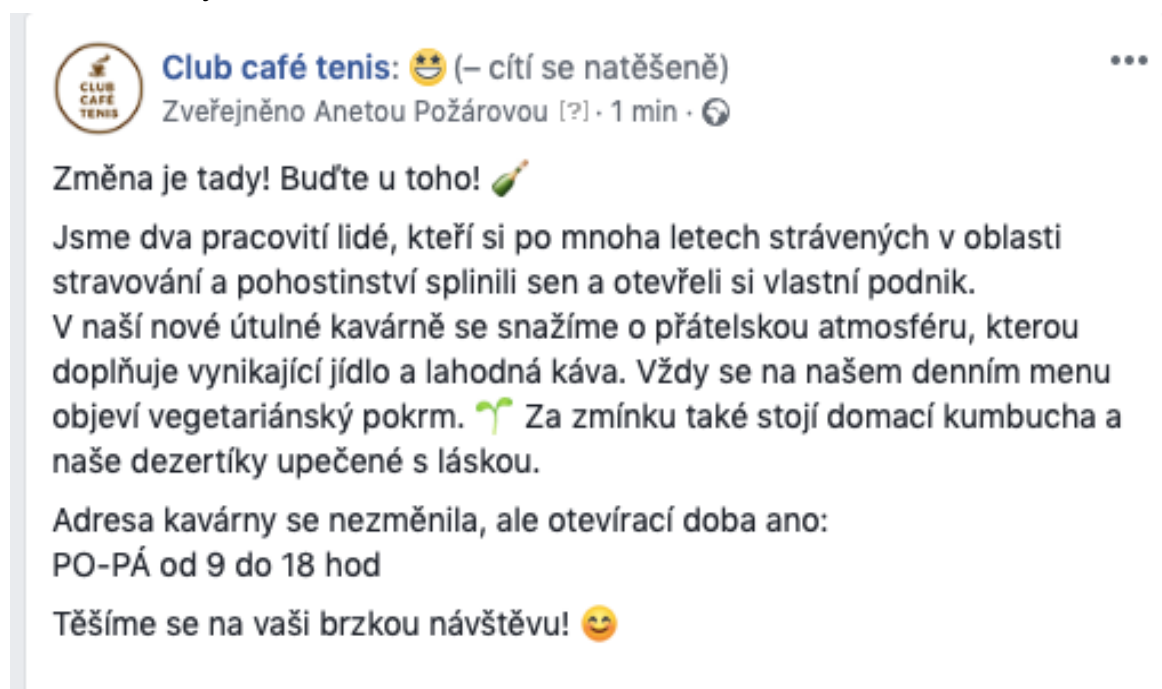 CLUB
CAFÉ
TENIS
Club café tenis: 🤩 (– cítí se natěšeně)
Zveřejněno Anetou Požárovou [?] · 1 min ·
Změna je tady! Buďte u toho! 🍾
Jsme dva pracovití lidé, kteří si po mnoha letech strávených v oblasti
stravování a pohostinství splinili sen a otevřeli si vlastní podnik.
V naší nové útulné kavárně se snažíme o přátelskou atmosféru, kterou
doplňuje vynikající jídlo a lahodná káva. Vždy se na našem denním menu
objeví vegetariánský pokrm. 🌱 Za zmínku také stojí domací kumbucha a
naše dezertíky upečené s láskou.
Adresa kavárny se nezměnila, ale otevírací doba ano:
PO-PÁ od 9 do 18 hod
Těšíme se na vaši brzkou návštěvu! 😊